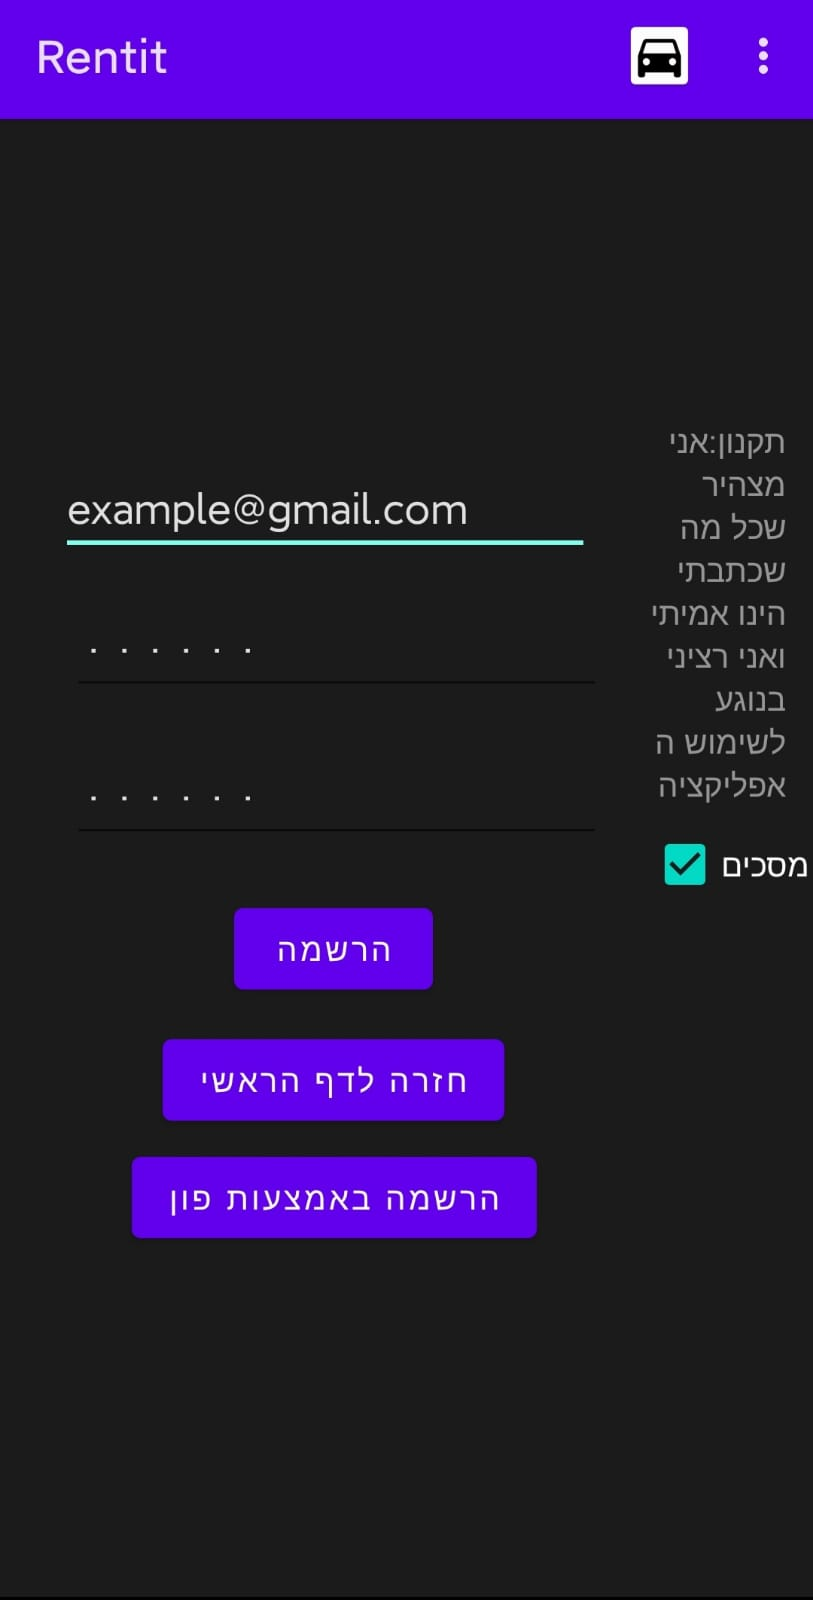 Rentit
תקנון:אני
מצהיר
שכל מה
שכתבתי
הינו אמיתי
ואני רציני
בנוגע
לשימוש ה
אפליקציה
מסכים
example@gmail.com
......
......
הרשמה
חזרה לדף הראשי
הרשמה באמצעות פון